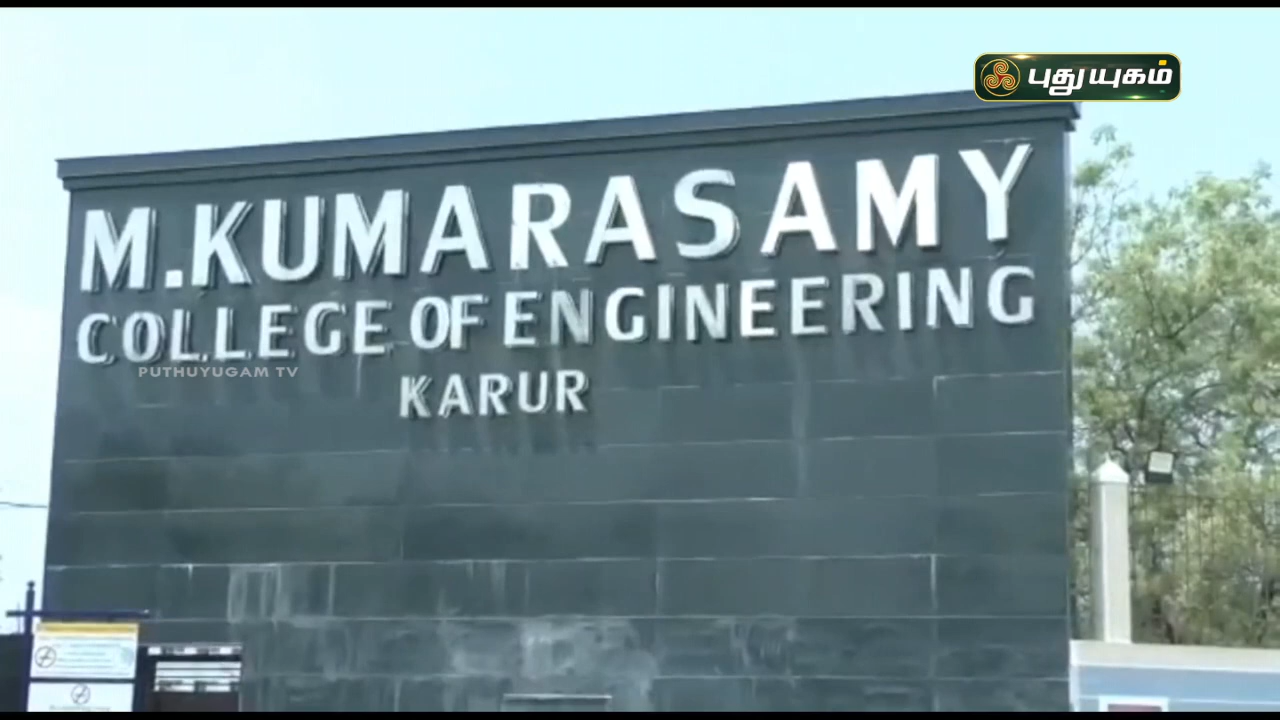 புதுயுகம்
M.KUMARASAMY
COLLEGE OF ENGINEERING
PUTHUYUGAM TV
KARUR